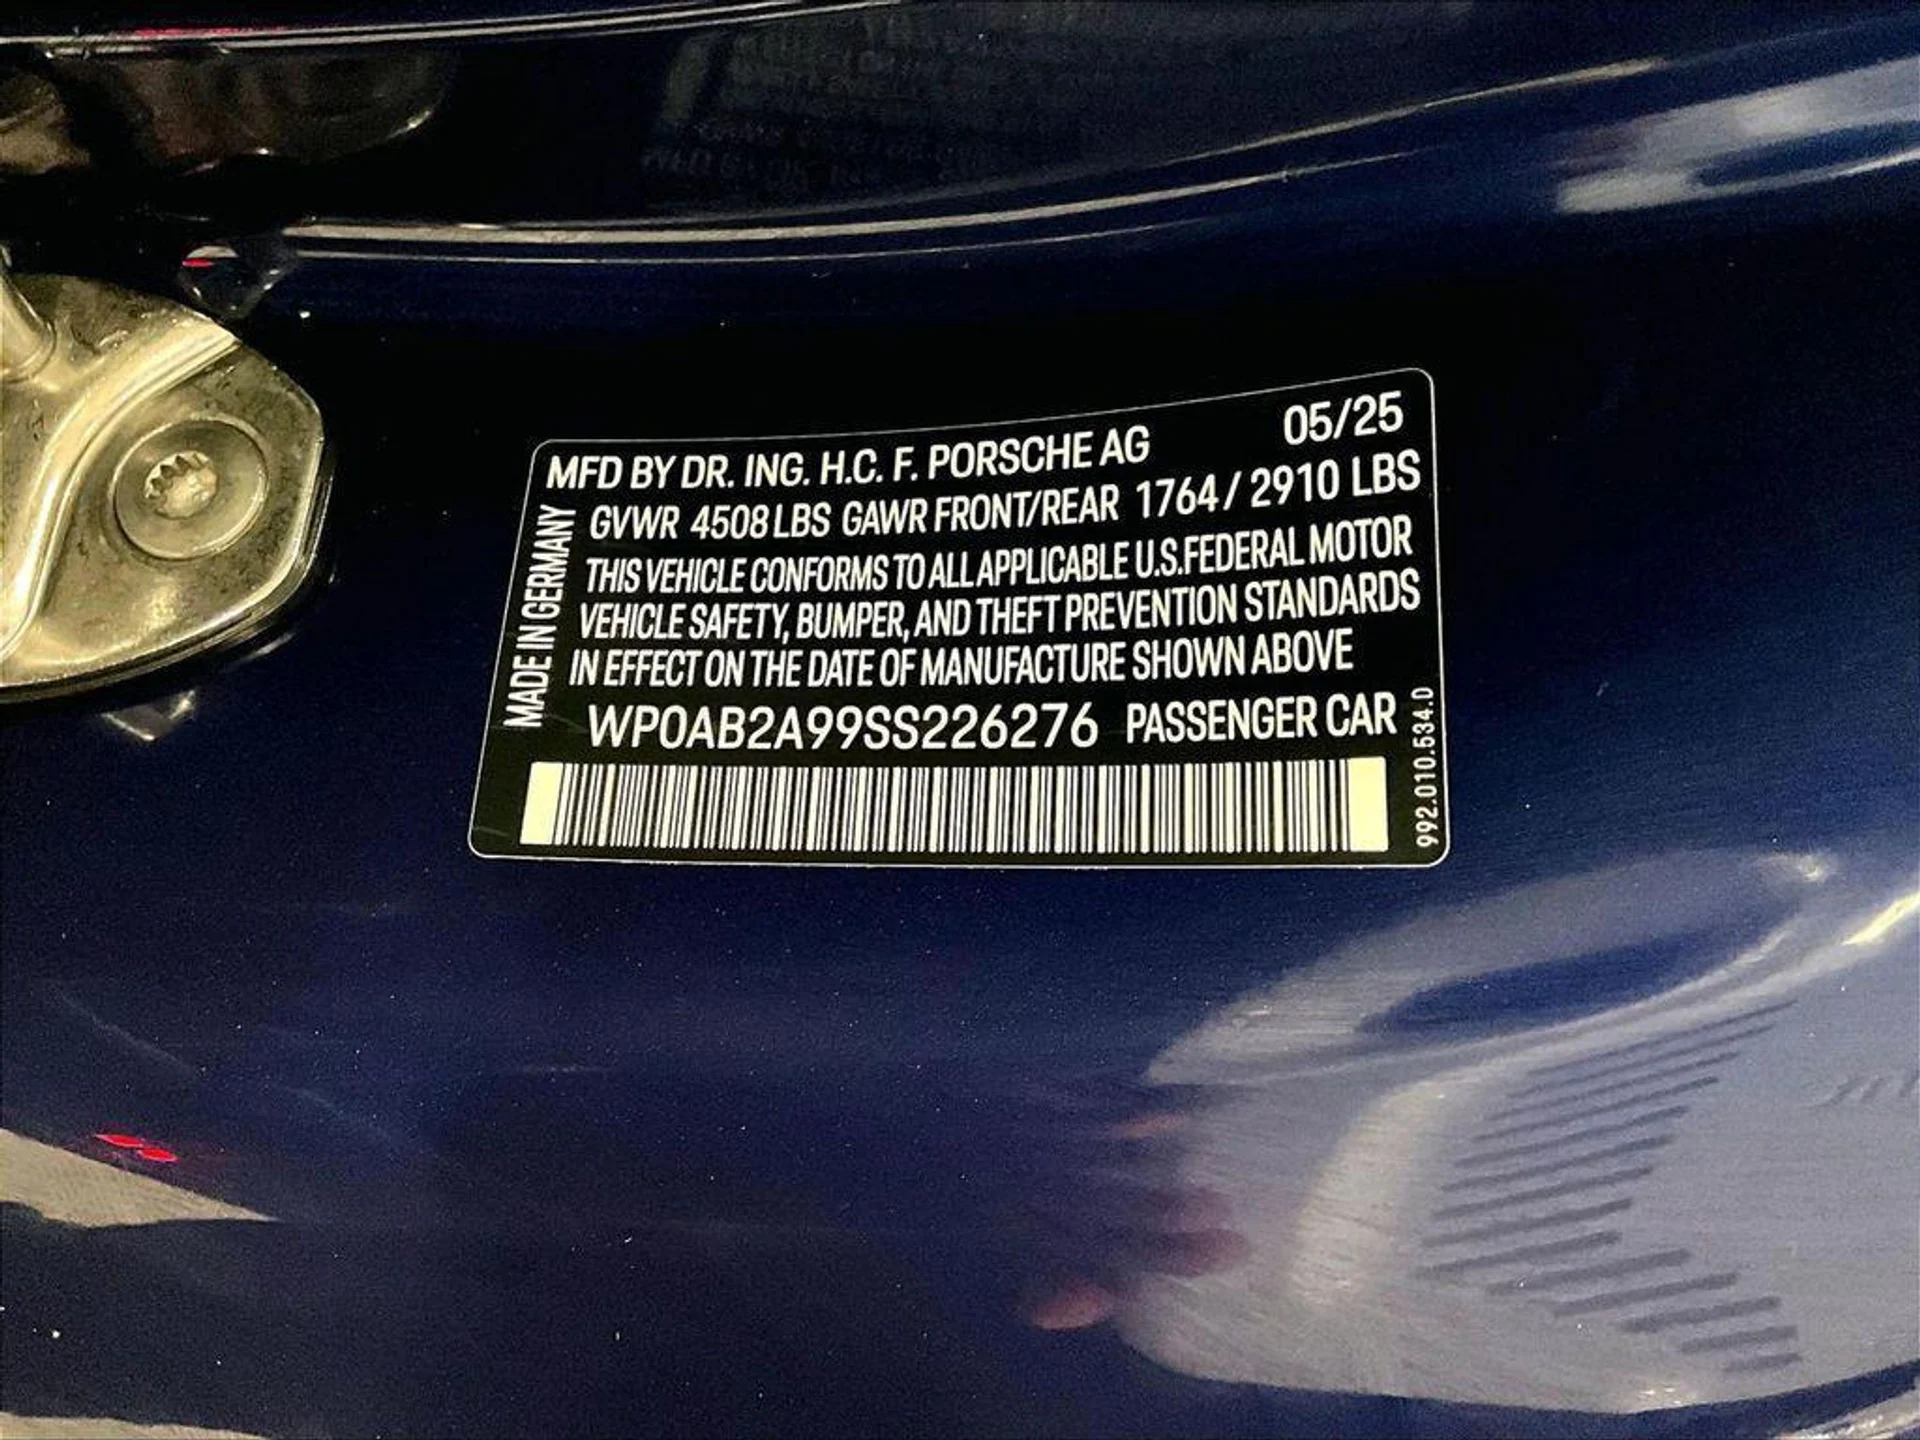 MFD BY DR. ING. H.C. F. PORSCHE AG 05/25
GVWR 4508 LBS GAWR FRONT/REAR 1764 / 2910 LBS
THIS VEHICLE CONFORMS TO ALL APPLICABLE U.S.FEDERAL MOTOR
VEHICLE SAFETY, BUMPER, AND THEFT PREVENTION STANDARDS
IN EFFECT ON THE DATE OF MANUFACTURE SHOWN ABOVE
WP0AB2A99SS226276 PASSENGER CAR
MADE IN GERMANY
992.010.534.0